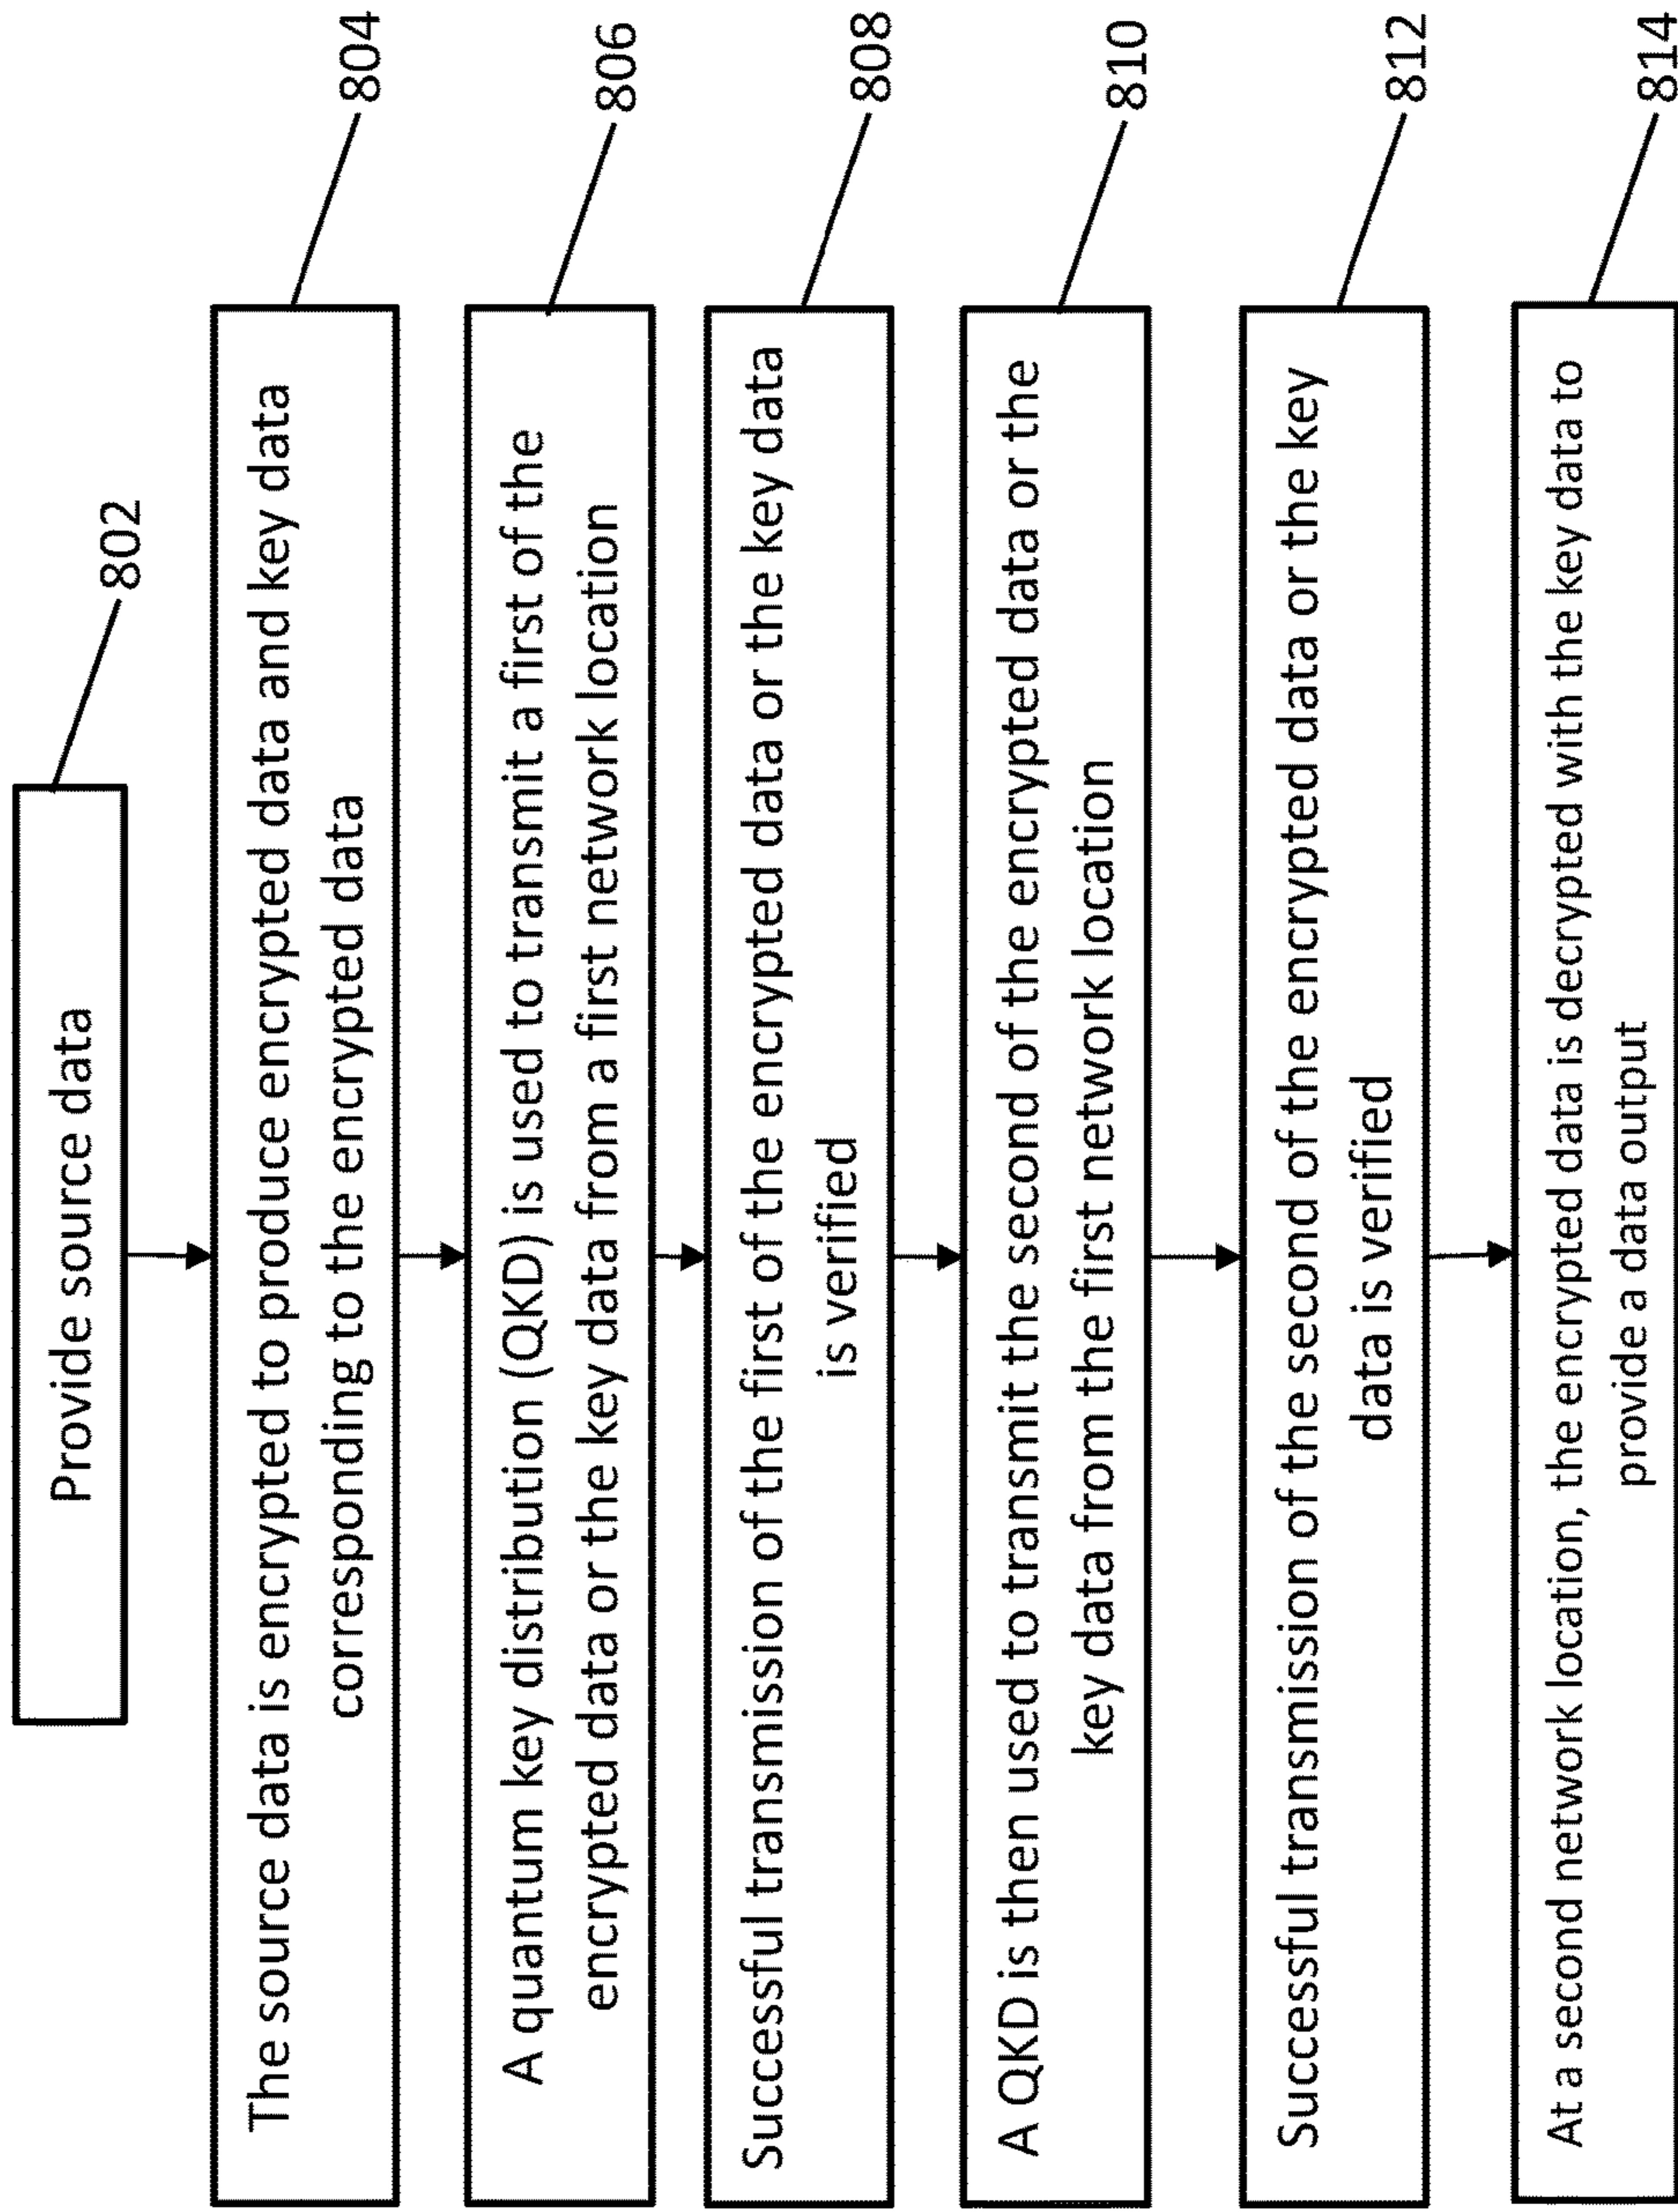 Provide source data
802
The source data is encrypted to produce encrypted data and key data
corresponding to the encrypted data
804
A quantum key distribution (QKD) is used to transmit a first of the
encrypted data or the key data from a first network location
806
Successful transmission of the first of the encrypted data or the key data
is verified
808
A QKD is then used to transmit the second of the encrypted data or the
key data from the first network location
810
Successful transmission of the second of the encrypted data or the key
data is verified
812
At a second network location, the encrypted data is decrypted with the key data to
provide a data output
814